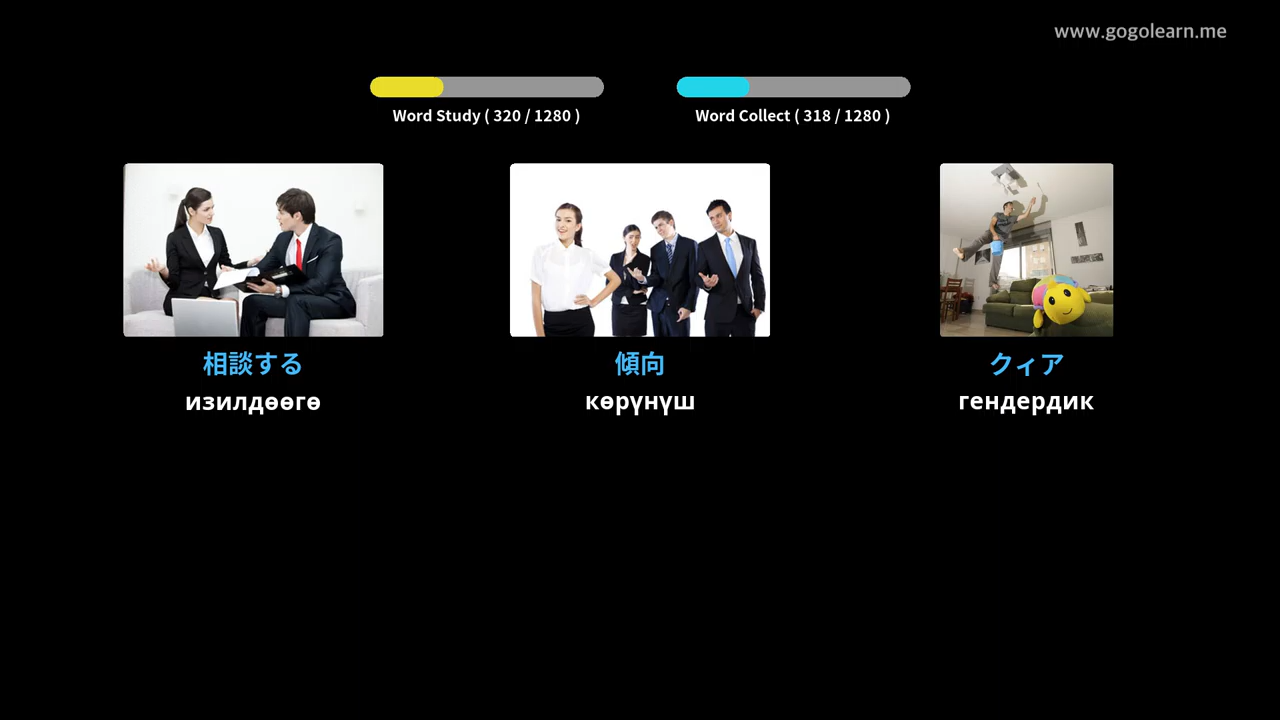 www.gogolearn.me
Word Study ( 320 / 1280 )
Word Collect ( 318 / 1280 )
相談する
傾向
クィア
изилдөөгө
көрүнүш
гендердик